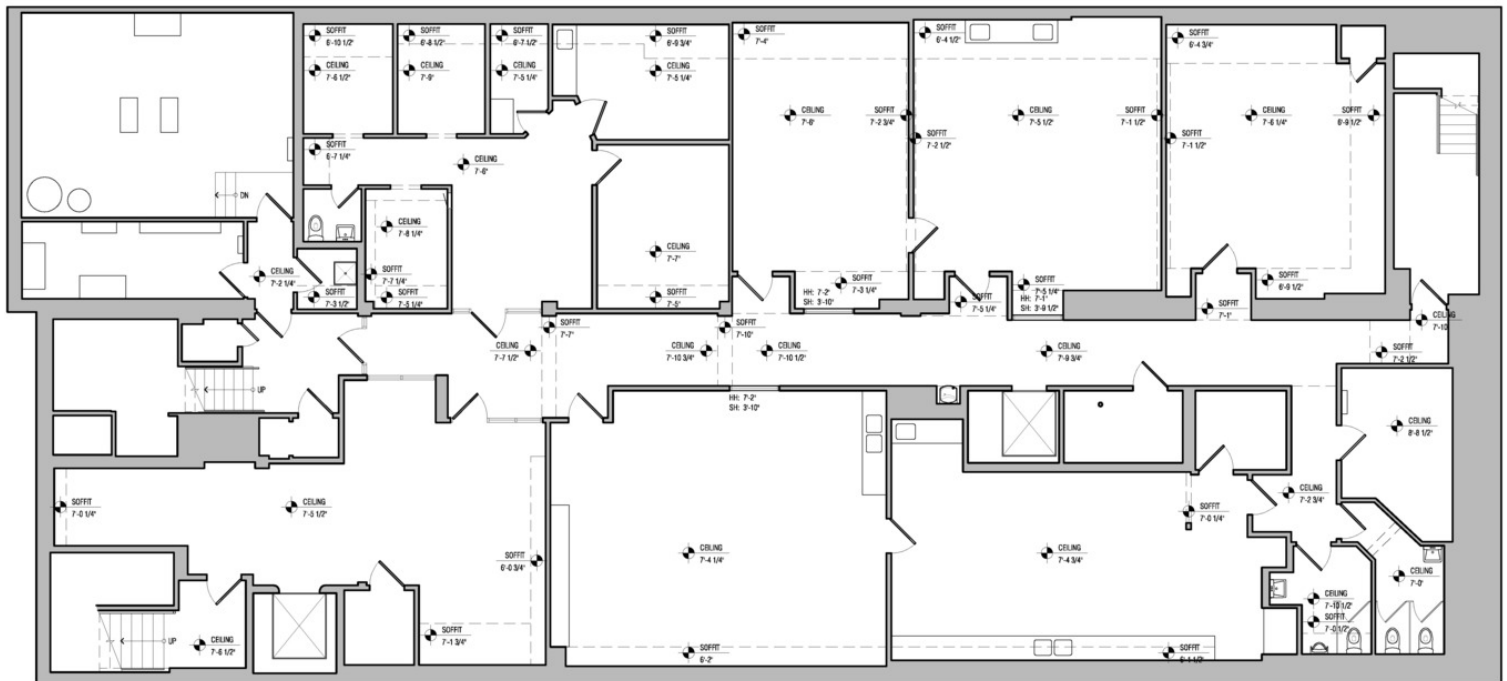 SOFFIT
6'-10 1/2"
CEILING
7'-6 1/2"
SOFFIT
6'-8 1/2"
CEILING
7'-9"
SOFFIT
6'-7 1/2"
CEILING
7'-5 1/4"
SOFFIT
6'-9 3/4"
CEILING
7'-5 1/4"
SOFFIT
7'-4"
CEILING
7'-8"
SOFFIT
7'-2 3/4"
SOFFIT
6'-4 1/2"
CEILING
7'-5 1/2"
SOFFIT
7'-1 1/2"
SOFFIT
7'-2 1/2"
SOFFIT
6'-4 3/4"
CEILING
7'-6 1/4"
SOFFIT
6'-9 1/2"
SOFFIT
7'-1 1/2"
SOFFIT
6'-7 1/4"
CEILING
7'-6"
DN
CEILING
7'-8 1/4"
CEILING
7'-7"
CEILING
7'-2 1/4"
SOFFIT
7'-7 1/4"
SOFFIT
7'-3 1/2"
SOFFIT
7'-5 1/4"
SOFFIT
7'-5"
HH: 7'-2"
SH: 3'-10"
SOFFIT
7'-3 1/4"
SOFFIT
7'-5 1/4"
SOFFIT
7'-5 1/4"
HH: 7'-1"
SH: 3'-9 1/2"
SOFFIT
6'-9 1/2"
SOFFIT
7'-1"
CEILING
7'-10
SOFFIT
7'-7"
SOFFIT
7'-10"
CEILING
7'-7 1/2"
CEILING
7'-10 3/4"
CEILING
7'-10 1/2"
CEILING
7'-9 3/4"
SOFFIT
7'-2 1/2"
UP
HH: 7'-2"
SH: 3'-10"
CEILING
8'-8 1/2"
SOFFIT
7'-0 1/4"
CEILING
7'-5 1/2"
SOFFIT
6'-0 3/4"
CEILING
7'-4 1/4"
CEILING
7'-4 3/4"
SOFFIT
7'-0 1/4"
CEILING
7'-2 3/4"
CEILING
7'-0"
UP
CEILING
7'-6 1/2"
SOFFIT
7'-1 3/4"
SOFFIT
6'-2"
SOFFIT
CEILING
7'-10 1/2"
SOFFIT
7'-0 1/2"